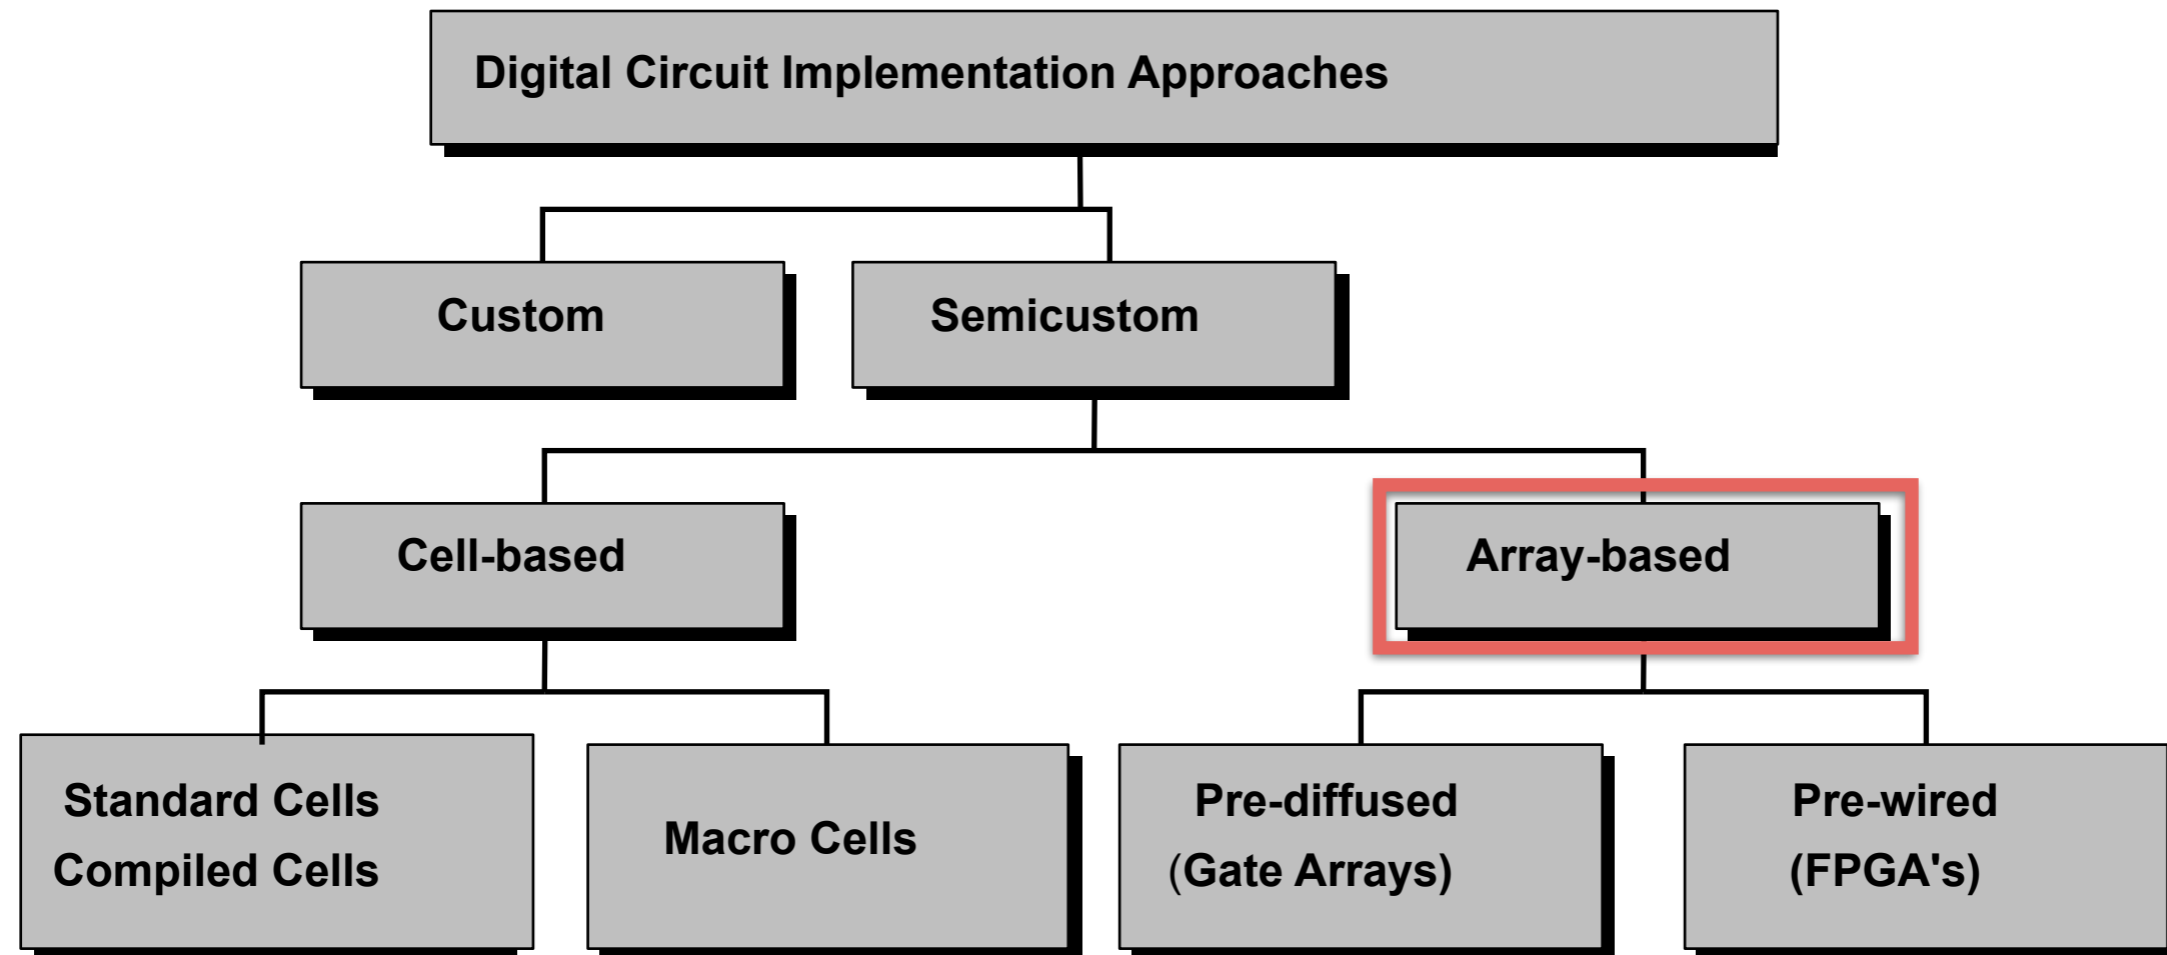 Digital Circuit Implementation Approaches
Custom
Semicustom
Cell-based
Array-based
Standard Cells
Compiled Cells
Macro Cells
Pre-diffused
(Gate Arrays)
Pre-wired
(FPGA's)